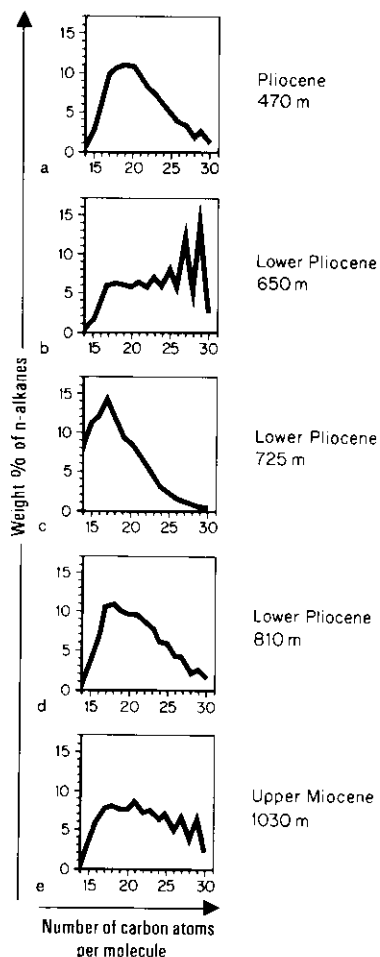 Weight % of n-alkanes
15
10
5
0
15 20 25 30
a
Pliocene
470 m
15
10
5
0
15 20 25 30
b
Lower Pliocene
650 m
15
10
5
0
15 20 25 30
c
Lower Pliocene
725 m
15
10
5
0
15 20 25 30
d
Lower Pliocene
810 m
15
10
5
0
15 20 25 30
e
Upper Miocene
1030 m
Number of carbon atoms
per molecule